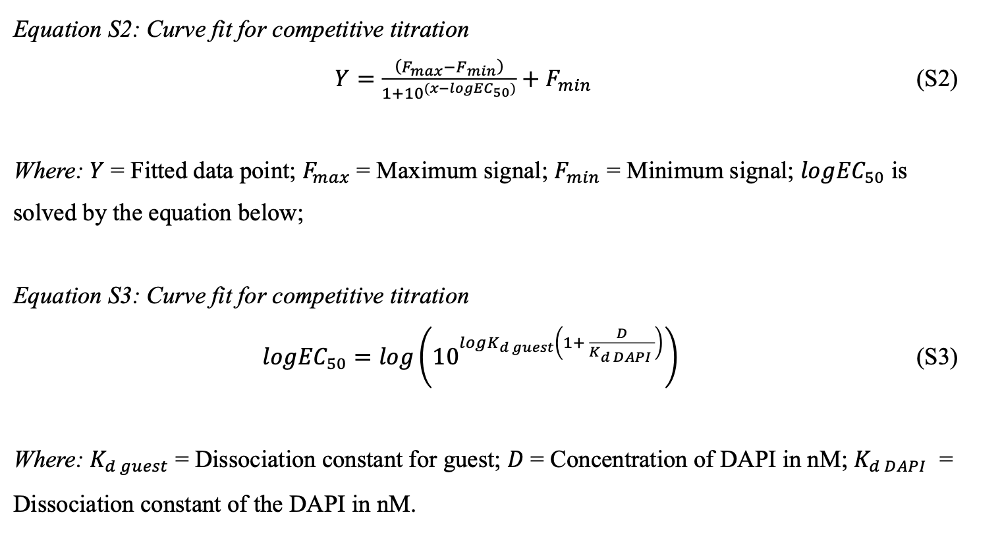 Equation S2: Curve fit for competitive titration
Y = \frac{(F_{max}-F_{min})}{1+10^{(x-logEC_{50})}} + F_{min} (S2)
Where: Y = Fitted data point; F_{max} = Maximum signal; F_{min} = Minimum signal; logEC_{50} is
solved by the equation below;
Equation S3: Curve fit for competitive titration
logEC_{50} = log\left(10^{logK_{d\ guest}\left(1+\frac{D}{K_{d\ DAPI}}\right)}\right) (S3)
Where: K_{d guest} = Dissociation constant for guest; D = Concentration of DAPI in nM; K_{d DAPI} =
Dissociation constant of the DAPI in nM.